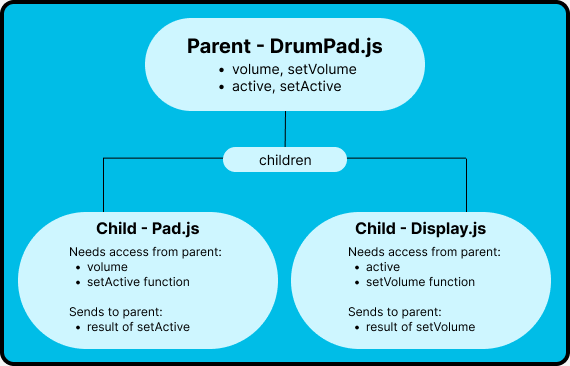 Parent - DrumPad.js
• volume, setVolume
• active, setActive
children
Child - Pad.js
Needs access from parent:
• volume
• setActive function
Sends to parent:
• result of setActive
Child - Display.js
Needs access from parent:
• active
• setVolume function
Sends to parent:
• result of setVolume